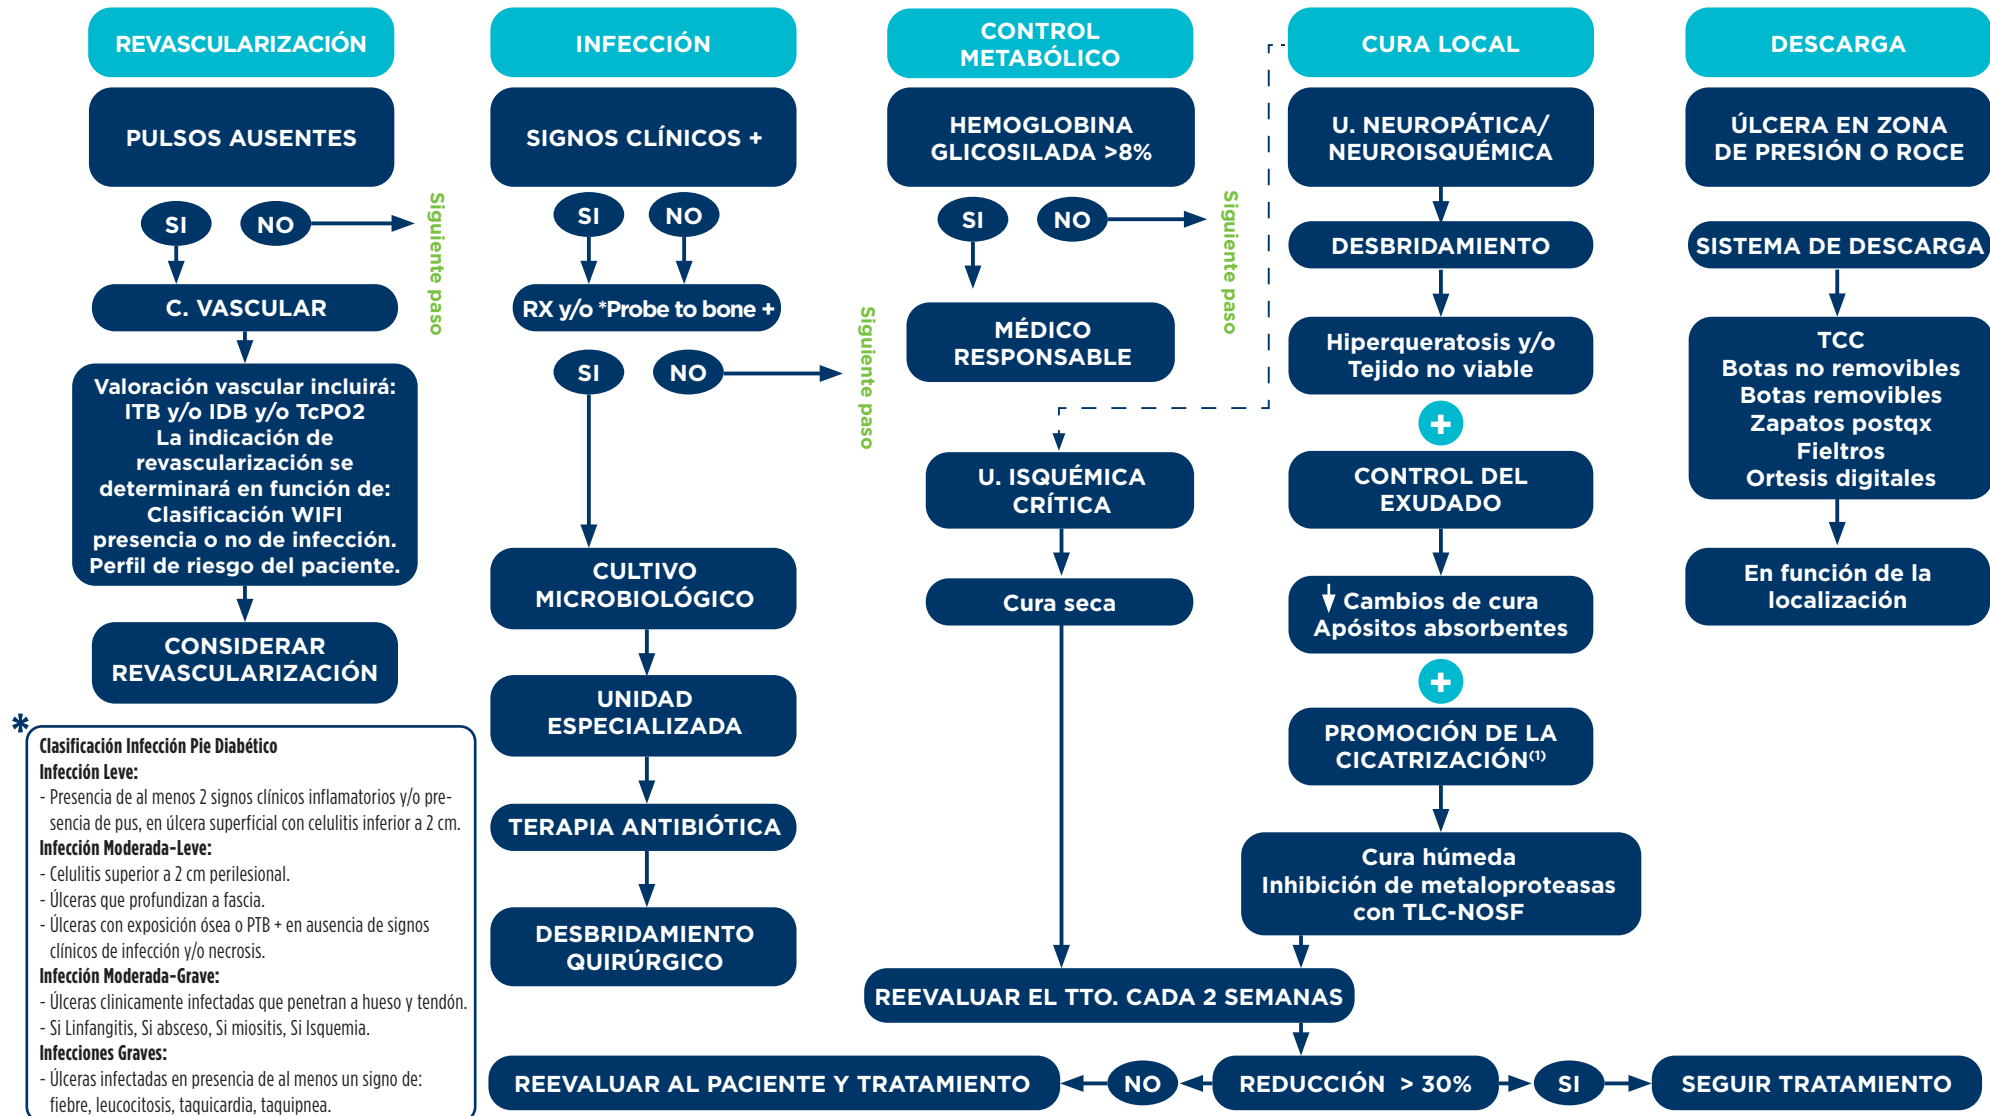 REVASCULARIZACIÓN
PULSOS AUSENTES
SI
NO
Siguiente paso
C. VASCULAR
Valoración vascular incluirá:
ITB y/o IDB y/o TcPO2
La indicación de
revascularización se
determinará en función de:
Clasificación WIFI
presencia o no de infección.
Perfil de riesgo del paciente.
CONSIDERAR
REVASCULARIZACIÓN
*
Clasificación Infección Pie Diabético
Infección Leve:
- Presencia de al menos 2 signos clínicos inflamatorios y/o pre-
sencia de pus, en úlcera superficial con celulitis inferior a 2 cm.
Infección Moderada-Leve:
- Celulitis superior a 2 cm perilesional.
- Úlceras que profundizan a fascia.
- Úlceras con exposición ósea o PTB + en ausencia de signos
clínicos de infección y/o necrosis.
Infección Moderada-Grave:
- Úlceras clinicamente infectadas que penetran a hueso y tendón.
- Si Linfangitis, Si absceso, Si miositis, Si Isquemia.
Infecciones Graves:
- Úlceras infectadas en presencia de al menos un signo de:
fiebre, leucocitosis, taquicardia, taquipnea.
INFECCIÓN
SIGNOS CLÍNICOS +
SI
NO
RX y/o *Probe to bone +
SI
NO
Siguiente paso
CULTIVO
MICROBIOLÓGICO
UNIDAD
ESPECIALIZADA
TERAPIA ANTIBIÓTICA
DESBRIDAMIENTO
QUIRÚRGICO
CONTROL
METABÓLICO
HEMOGLOBINA
GLICOSILADA >8%
SI
NO
Siguiente paso
MÉDICO
RESPONSABLE
U. ISQUÉMICA
CRÍTICA
Cura seca
CURA LOCAL
U. NEUROPÁTICA/
NEUROISQUÉMICA
DESBRIDAMIENTO
Hiperqueratosis y/o
Tejido no viable
+
CONTROL DEL
EXUDADO
↓ Cambios de cura
Apósitos absorbentes
+
PROMOCIÓN DE LA
CICATRIZACIÓN(1)
Cura húmeda
Inhibición de metaloproteasas
con TLC-NOSF
REEVALUAR EL TTO. CADA 2 SEMANAS
REEVALUAR AL PACIENTE Y TRATAMIENTO
NO
REDUCCIÓN > 30%
SI
SEGUIR TRATAMIENTO
DESCARGA
ÚLCERA EN ZONA
DE PRESIÓN O ROCE
SISTEMA DE DESCARGA
TCC
Botas no removibles
Botas removibles
Zapatos postqx
Fieltros
Ortesis digitales
En función de la
localización